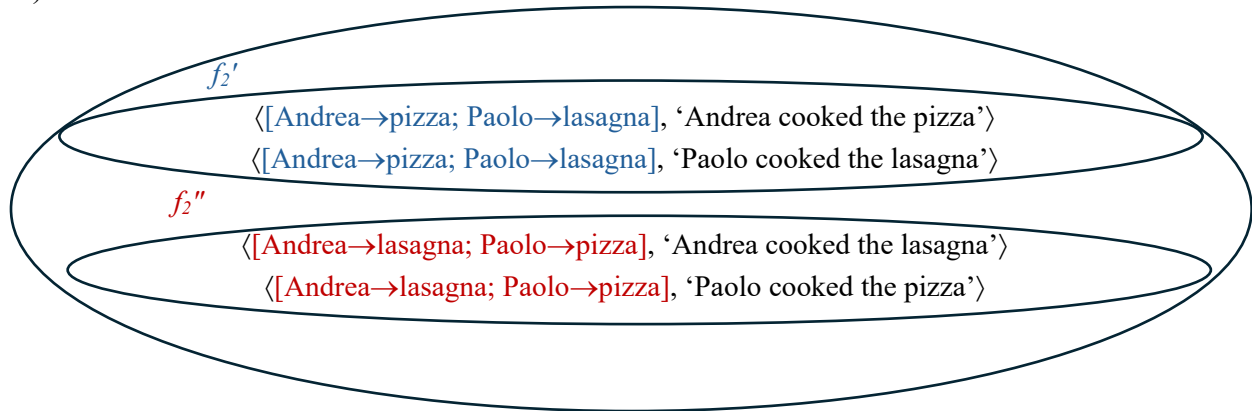 )
f₂′
⟨[Andrea→pizza; Paolo→lasagna], ‘Andrea cooked the pizza’⟩
⟨[Andrea→pizza; Paolo→lasagna], ‘Paolo cooked the lasagna’⟩
f₂″
⟨[Andrea→lasagna; Paolo→pizza], ‘Andrea cooked the lasagna’⟩
⟨[Andrea→lasagna; Paolo→pizza], ‘Paolo cooked the pizza’⟩